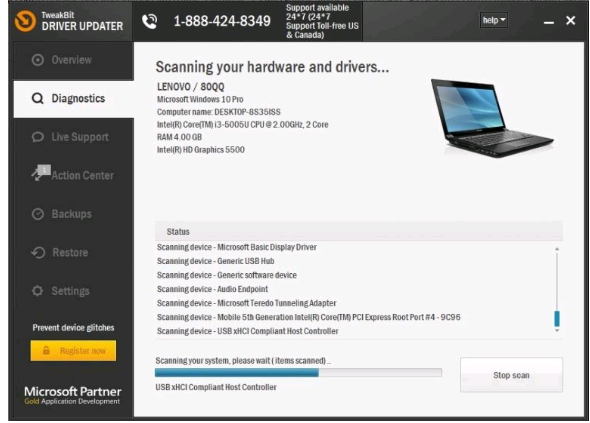 TweakBit
DRIVER UPDATER
1-888-424-8349
Support available
24*7 (24*7
Support Toll-free US
& Canada)
help
Overview
Diagnostics
Live Support
1
Action Center
Backups
Restore
Settings
Prevent device glitches
Register now
Microsoft Partner
Gold Application Development
Scanning your hardware and drivers...
LENOVO / 80QQ
Microsoft Windows 10 Pro
Computer name: DESKTOP-8S35ISS
Intel(R) Core(TM) i3-5005U CPU @ 2.00GHz, 2 Core
RAM 4.00 GB
Intel(R) HD Graphics 5500
Status
Scanning device - Microsoft Basic Display Driver
Scanning device - Generic USB Hub
Scanning device - Generic software device
Scanning device - Audio Endpoint
Scanning device - Microsoft Teredo Tunneling Adapter
Scanning device - Mobile 5th Generation Intel(R) Core(TM) PCI Express Root Port #4 - 9C96
Scanning device - USB xHCI Compliant Host Controller
Scanning your system, please wait ( items scanned) ...
USB xHCI Compliant Host Controller
Stop scan